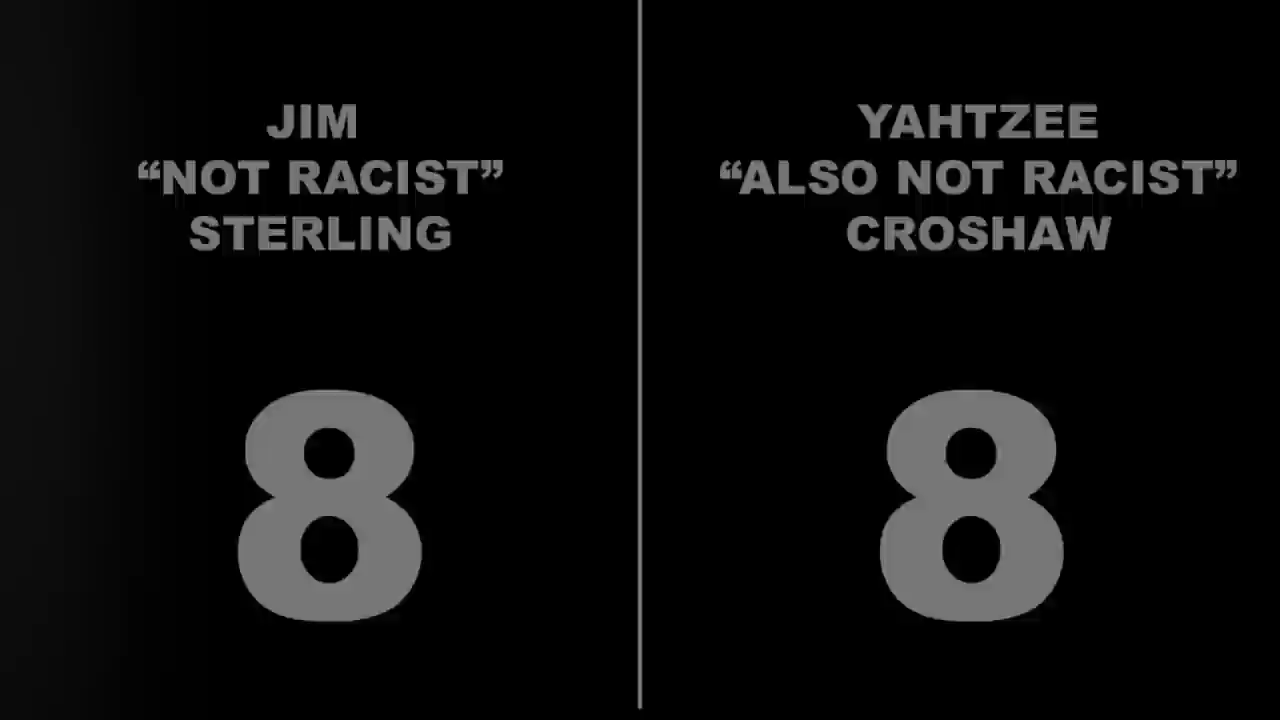 JIM
“NOT RACIST”
STERLING
8
YAHTZEE
“ALSO NOT RACIST”
CROSHAW
8